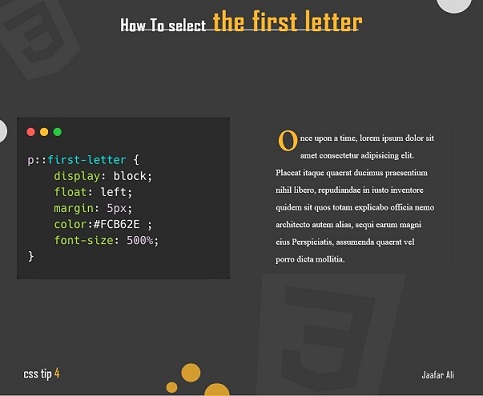 How To select the first letter
p::first-letter {
display: block;
float: left;
margin: 5px;
color:#FCB62E ;
font-size: 500%;
}
Once upon a time, lorem ipsum dolor sit
amet consectetur adipisicing elit.
Placeat itaque quaerat ducimus praesentium
nihil libero, repudiandae in iusto inventore
quidem sit quos totam explicabo officia nemo
architecto autem alias, sequi earum magni
eius Perspiciatis, assumenda quaerat vel
porro dicta mollitia.
css tip 4
Jaafar Ali